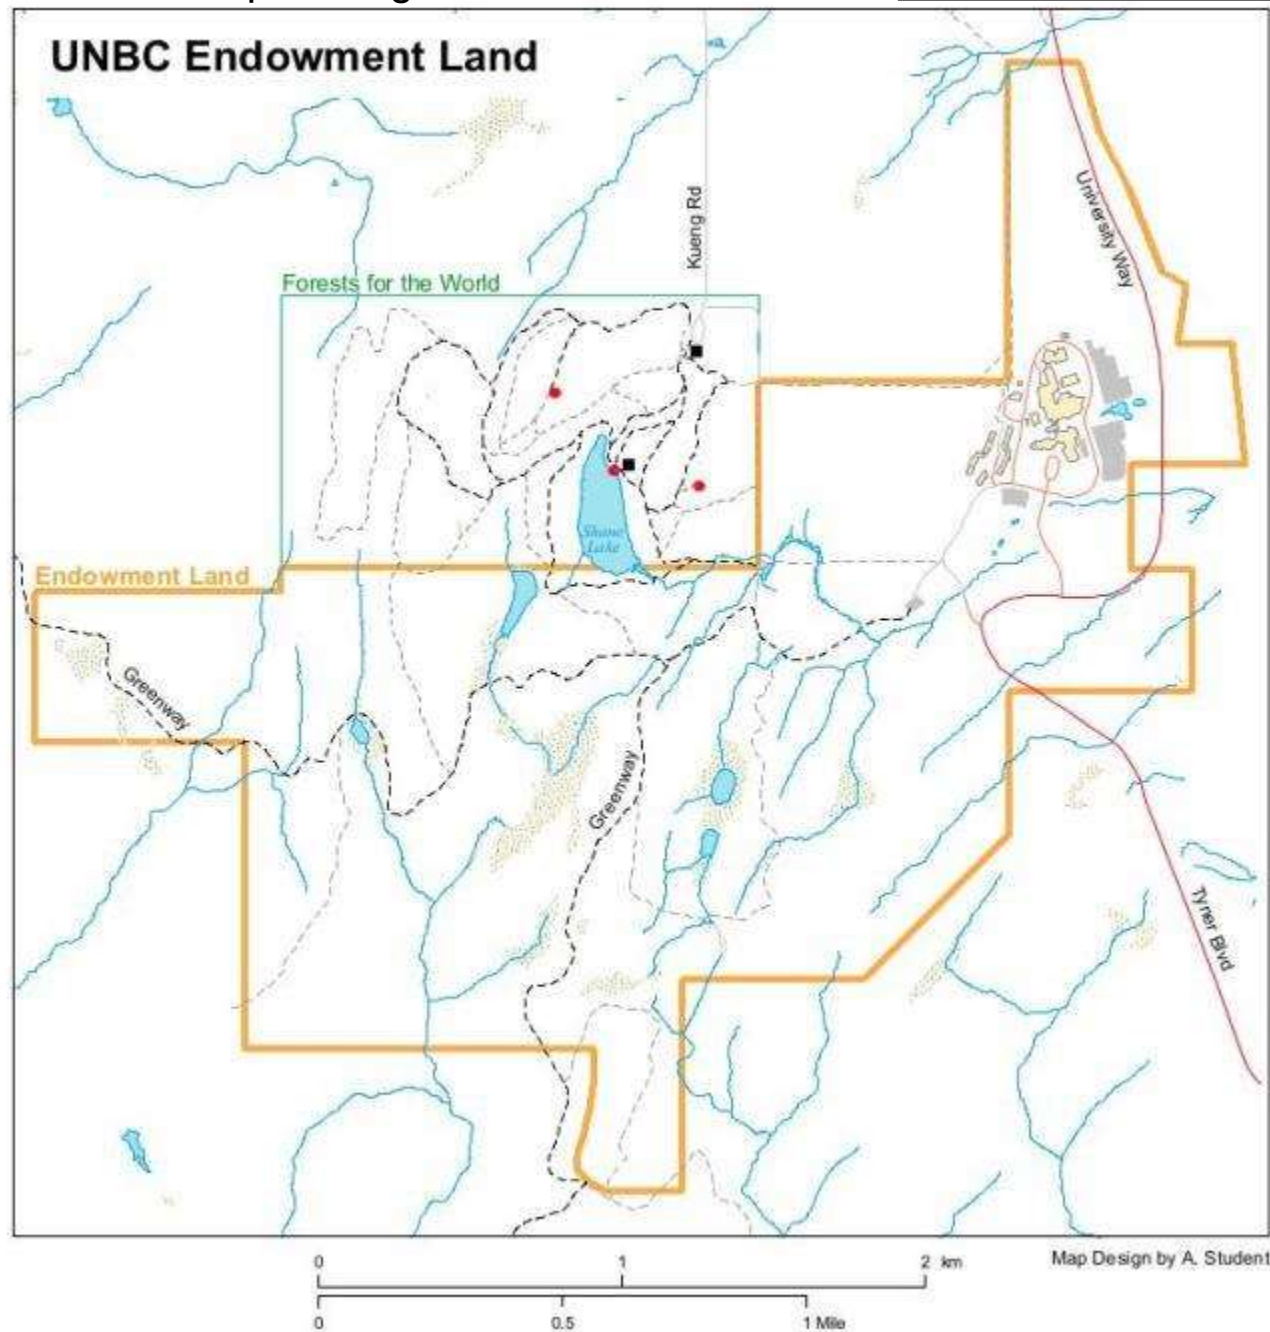 UNBC Endowment Land
Kueng Rd
University Way
Forests for the World
Shane
Lake
Endowment Land
Greenway
Greenway
Tyner Blvd
0 1 2 km
Map Design by A. Student
0 0.5 1 Mile